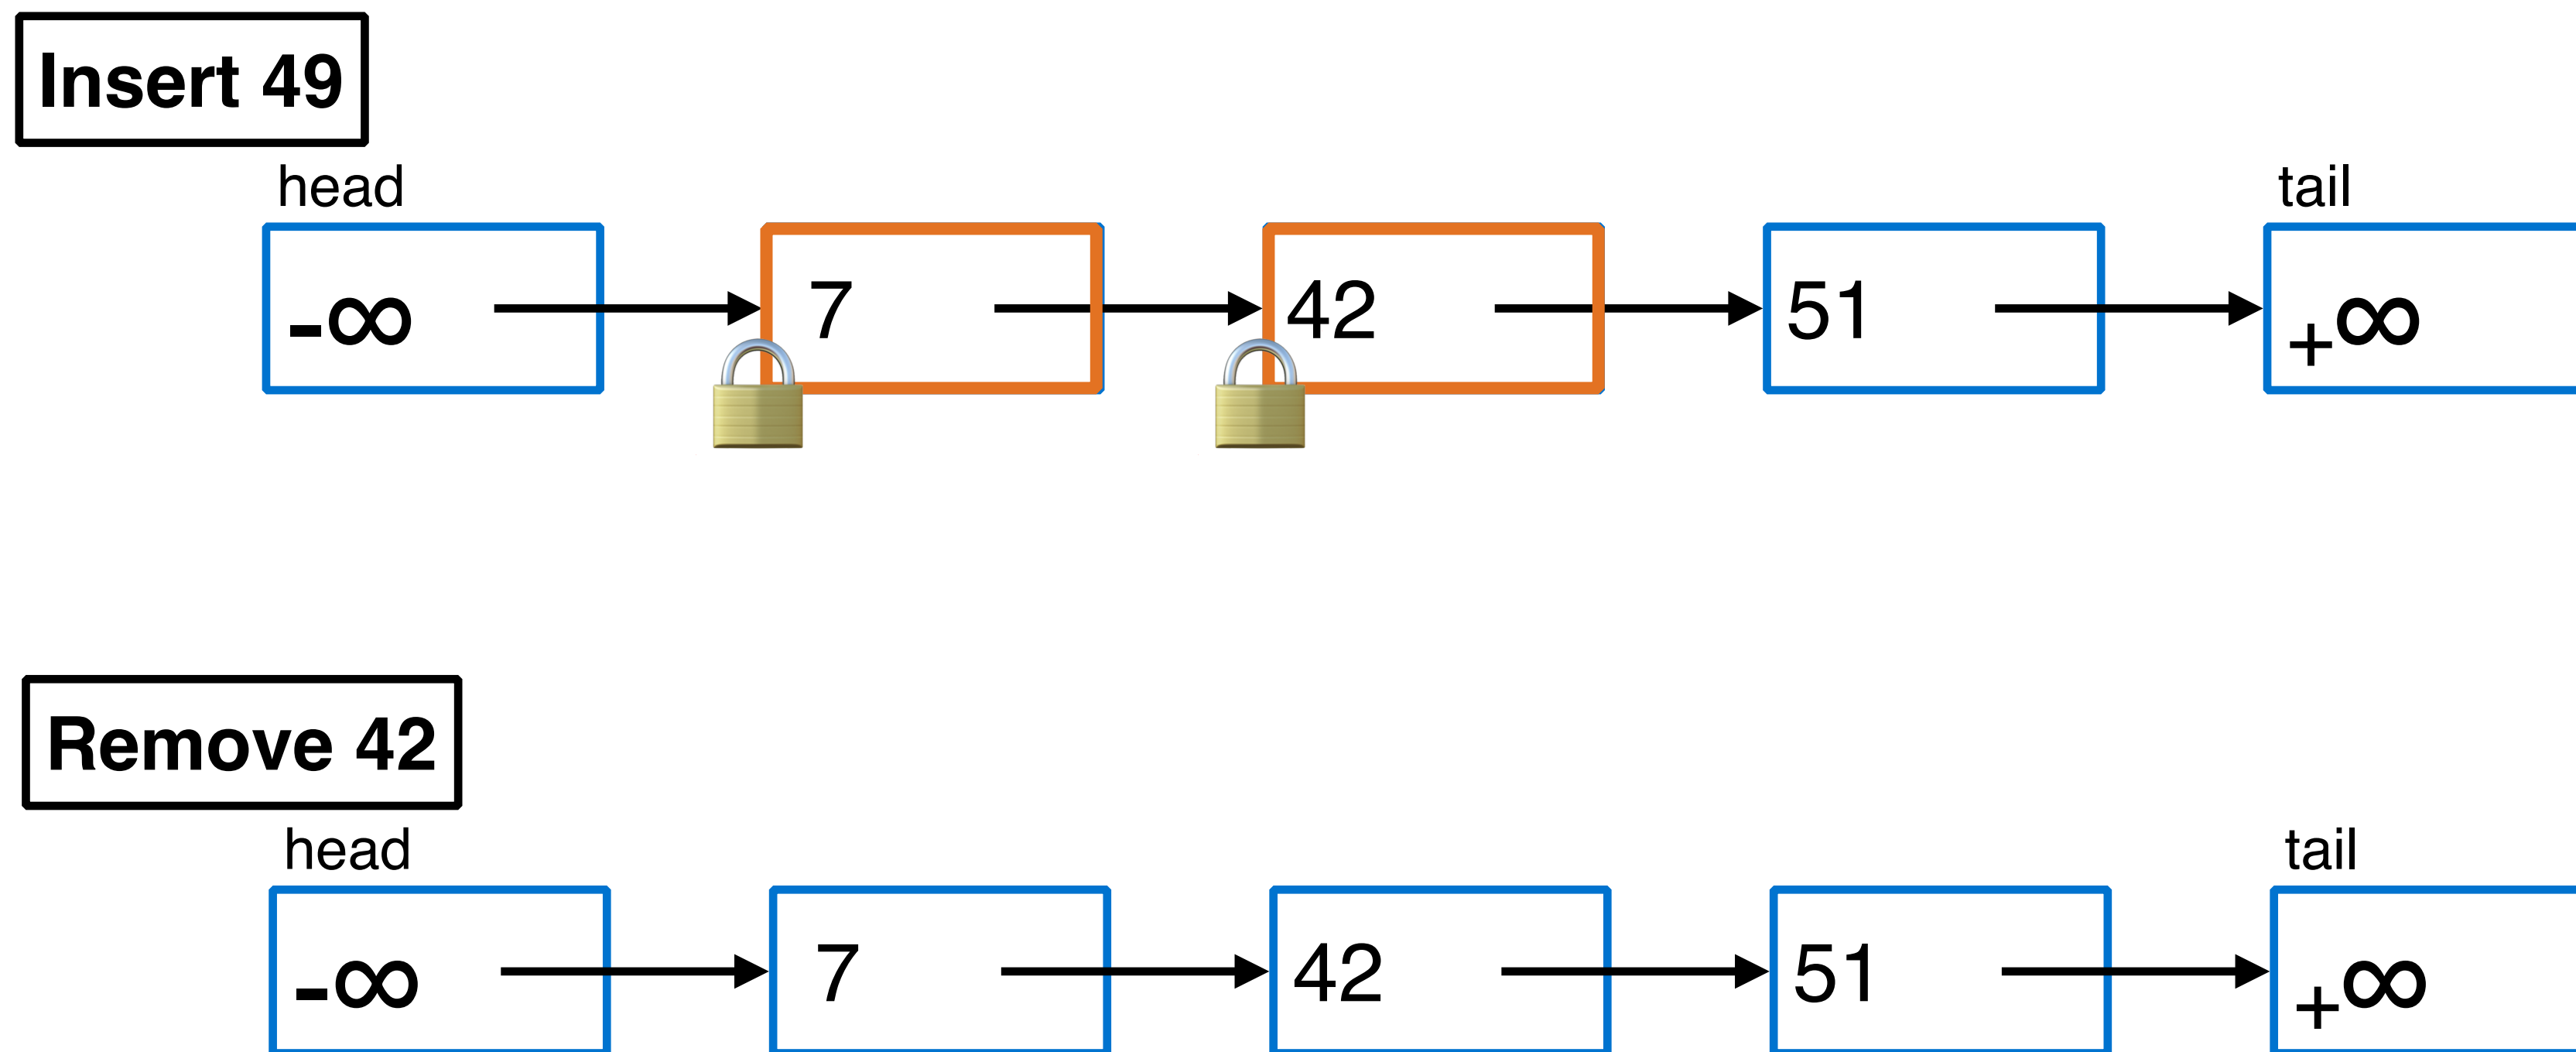 Insert 49
head tail
-∞ 7 42 51 +∞
Remove 42
head tail
-∞ 7 42 51 +∞